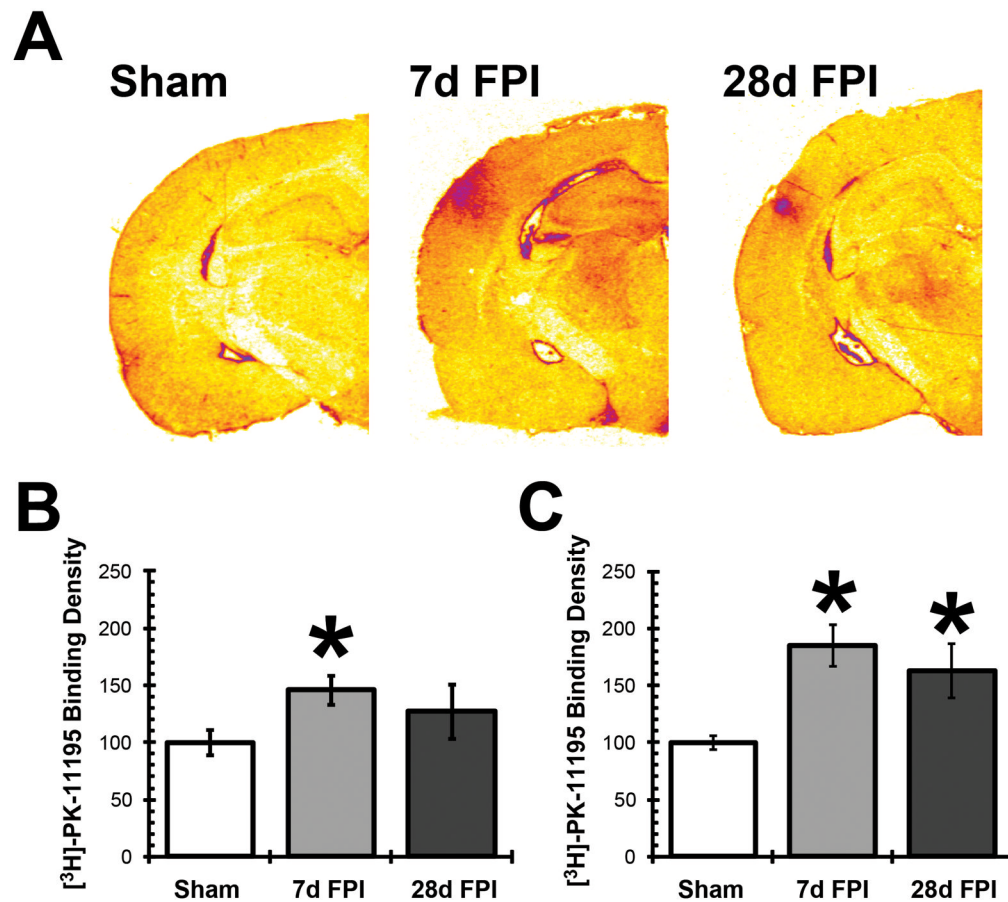 A
Sham
7d FPI
28d FPI
B
[³H]-PK-11195 Binding Density
250
200
150
100
50
0
*
Sham
7d FPI
28d FPI
C
[³H]-PK-11195 Binding Density
250
200
150
100
50
0
*
*
Sham
7d FPI
28d FPI